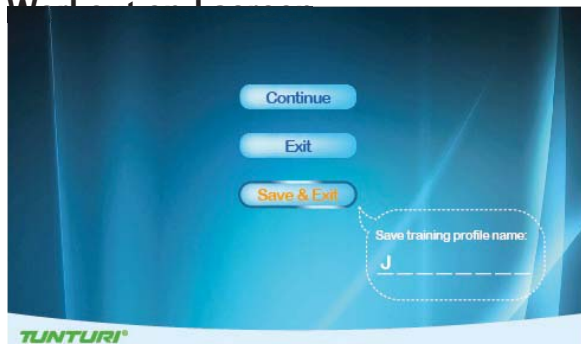 Continue
Exit
Save & Exit
Save training profile name:
J _ _ _ _ _ _
TUNTURI®